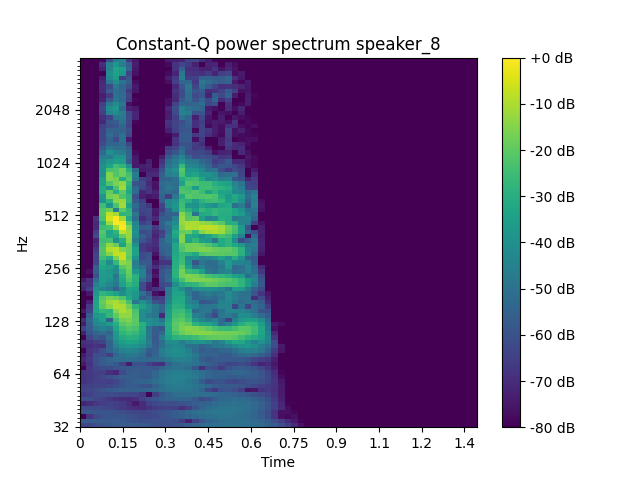 Constant-Q power spectrum speaker_8
Hz
2048
1024
512
256
128
64
32
0 0.15 0.3 0.45 0.6 0.75 0.9 1.1 1.2 1.4
Time
+0 dB
-10 dB
-20 dB
-30 dB
-40 dB
-50 dB
-60 dB
-70 dB
-80 dB